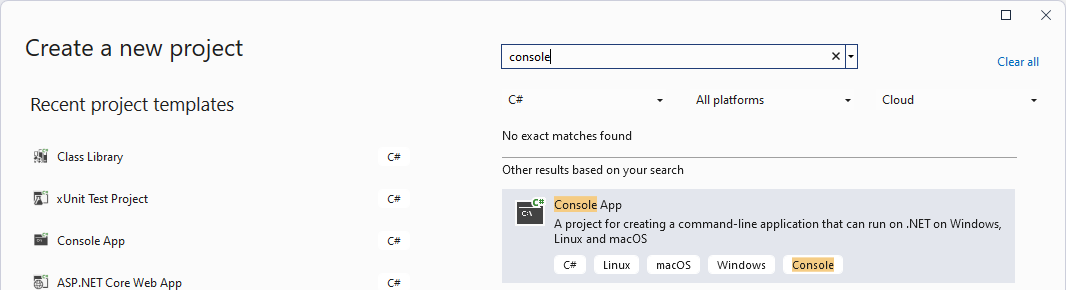 Create a new project
console
Clear all
Recent project templates
C# All platforms Cloud
No exact matches found
Class Library C#
Other results based on your search
xUnit Test Project C#
C#
C:\
Console App
A project for creating a command-line application that can run on .NET on Windows,
Linux and macOS
Console App C#
C# Linux macOS Windows Console
ASP.NET Core Web App C#